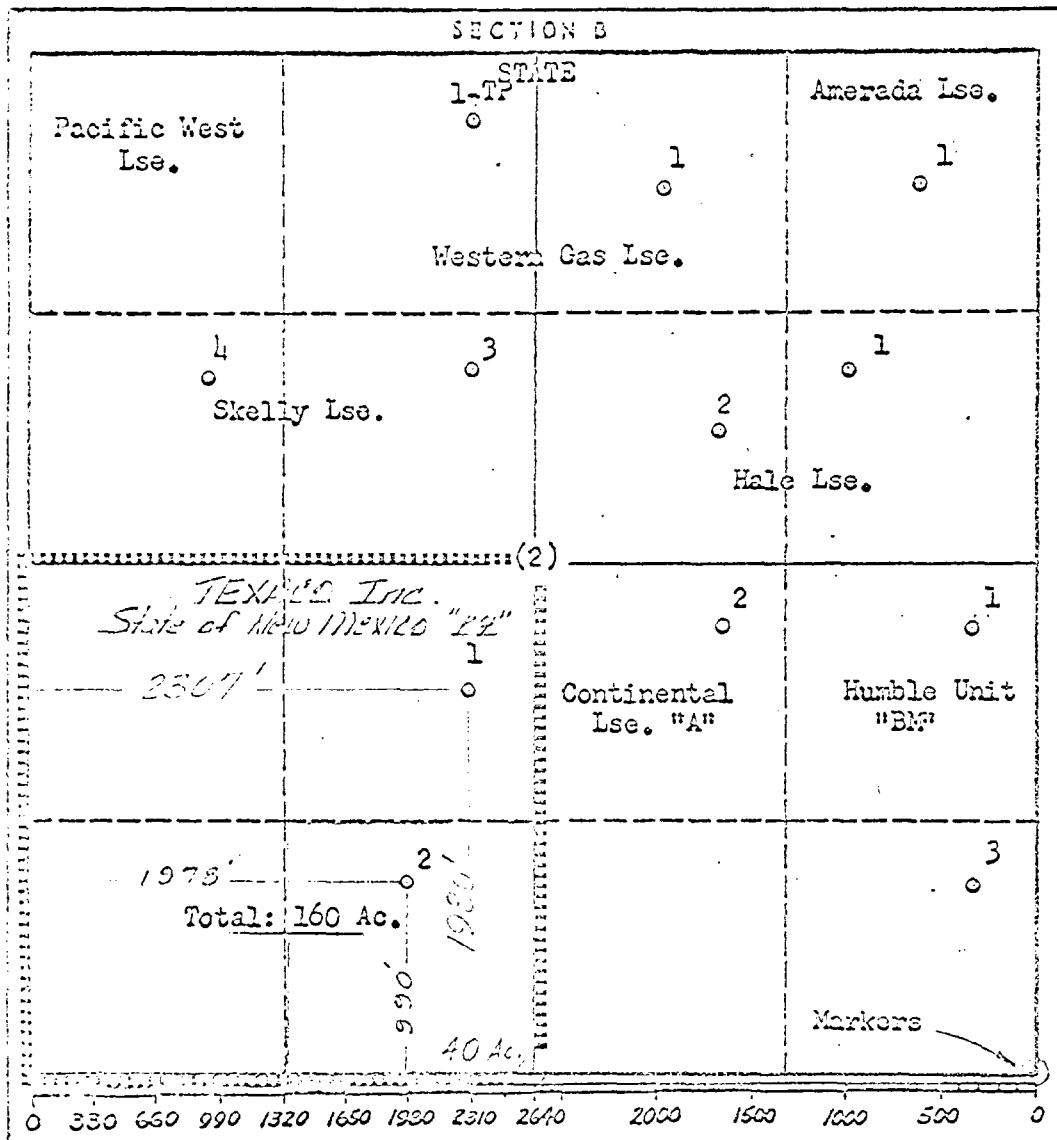 SECTION B
STATE
1-TP
Amerada Lse.
Pacific West
Lse.
1
1
Western Gas Lse.
4
3
1
2
Skelly Lse.
Hale Lse.
(2)
TEXACO Inc.
State of New Mexico
1
2
1
2307'
Continental
Lse. "A"
Humble Unit
"BM"
1978'
2
1980'
3
Total: 160 Ac.
990'
40 Ac.
Markers
0 330 660 990 1320 1650 1980 2310 2640 2000 1500 1000 500 0